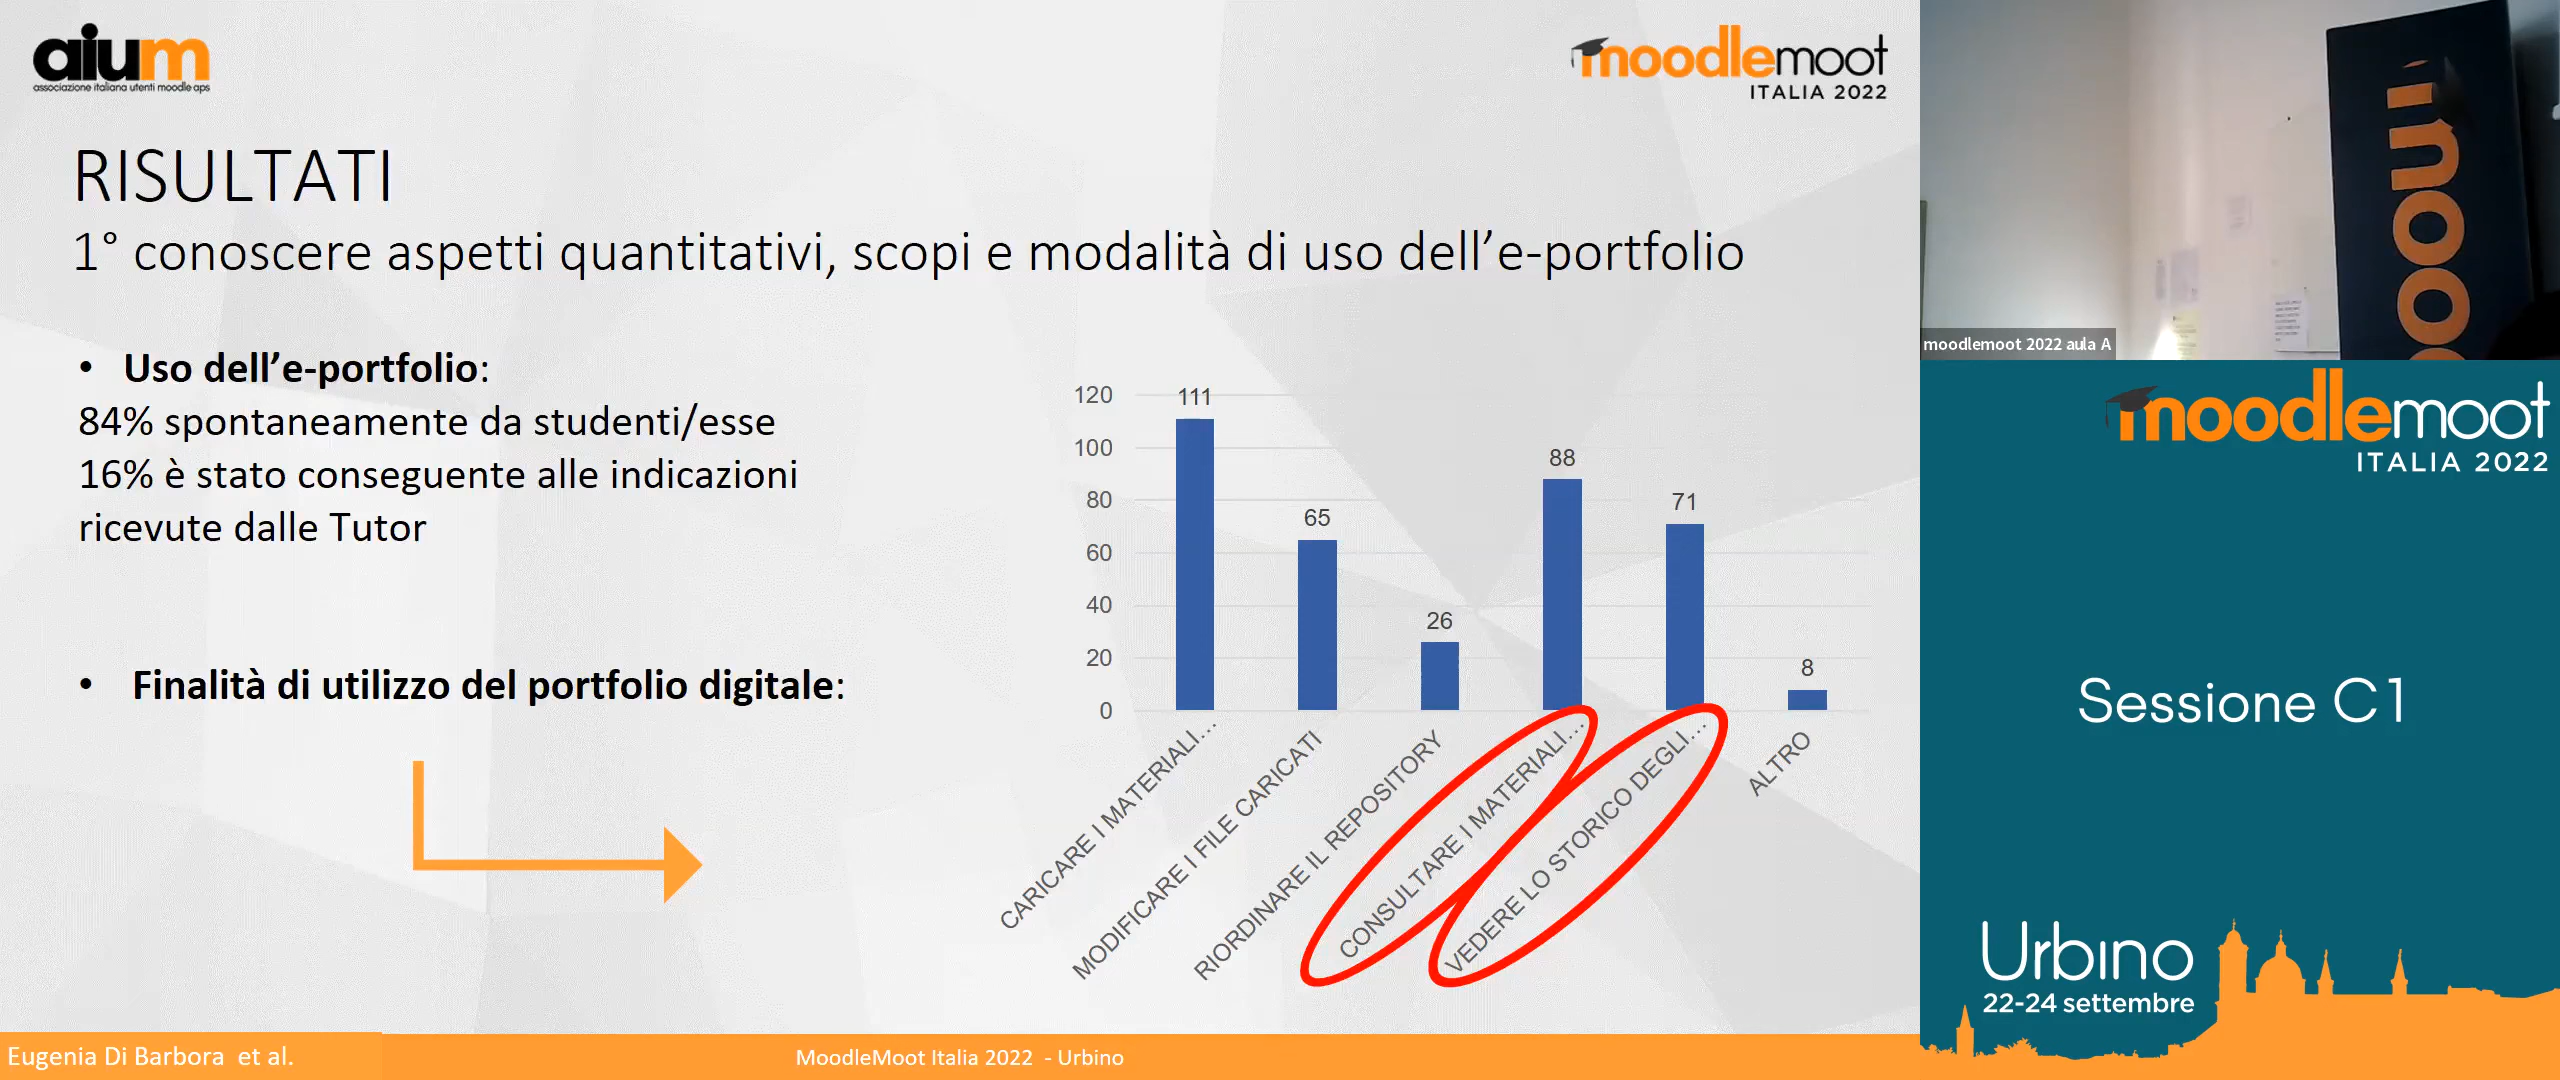 aium
associazione italiana utenti moodle aps
moodlemoot
ITALIA 2022
RISULTATI
1° conoscere aspetti quantitativi, scopi e modalità di uso dell’e-portfolio
• Uso dell’e-portfolio:
84% spontaneamente da studenti/esse
16% è stato conseguente alle indicazioni
ricevute dalle Tutor
• Finalità di utilizzo del portfolio digitale:
120
100
80
60
40
20
0
111
65
26
88
71
8
CARICARE I MATERIALI...
MODIFICARE I FILE CARICATI
RIORDINARE IL REPOSITORY
CONSULTARE I MATERIALI...
VEDERE LO STORICO DEGLI...
ALTRO
Eugenia Di Barbora et al.
MoodleMoot Italia 2022 - Urbino
moodlemoot 2022 aula A
moodlemoot
ITALIA 2022
Sessione C1
Urbino
22-24 settembre